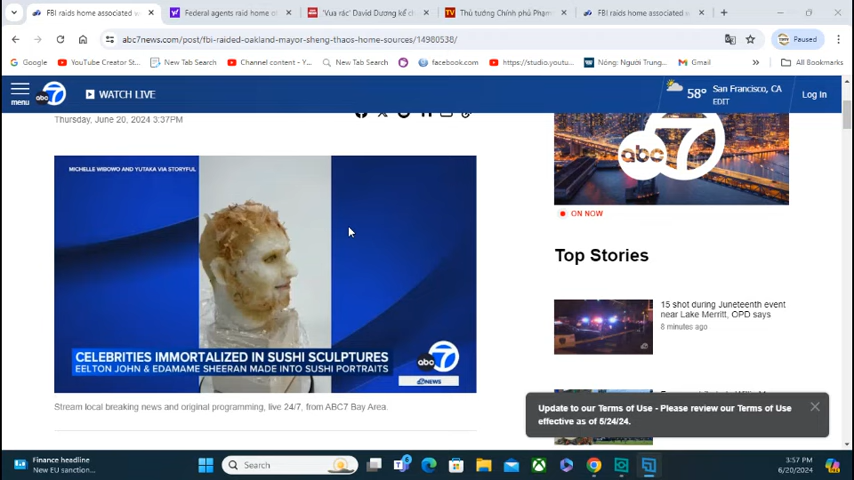 FBI raids home associated w
Federal agents raid home of
'Vua rác' David Dương kể ch
Thủ tướng Chính phủ Phạm
FBI raids home associated w
abc7news.com/post/fbi-raided-oakland-mayor-sheng-thaos-home-sources/14980538/
Paused
Google
YouTube Creator St...
New Tab Search
Channel content - Y...
New Tab Search
facebook.com
https://studio.youtu...
Nóng: Người Trung...
Gmail
All Bookmarks
menu
abc 7
WATCH LIVE
58°
San Francisco, CA
EDIT
Log In
Thursday, June 20, 2024 3:37PM
MICHELLE WIBOWO AND YUTAKA VIA STORYFUL
CELEBRITIES IMMORTALIZED IN SUSHI SCULPTURES
EELTON JOHN & EDAMAME SHEERAN MADE INTO SUSHI PORTRAITS
abc 7
NEWS
Stream local breaking news and original programming, live 24/7, from ABC7 Bay Area.
abc 7
ON NOW
Top Stories
15 shot during Juneteenth event
near Lake Merritt, OPD says
8 minutes ago
Update to our Terms of Use - Please review our Terms of Use
effective as of 5/24/24.
Finance headline
New EU sanction...
Search
3:57 PM
6/20/2024